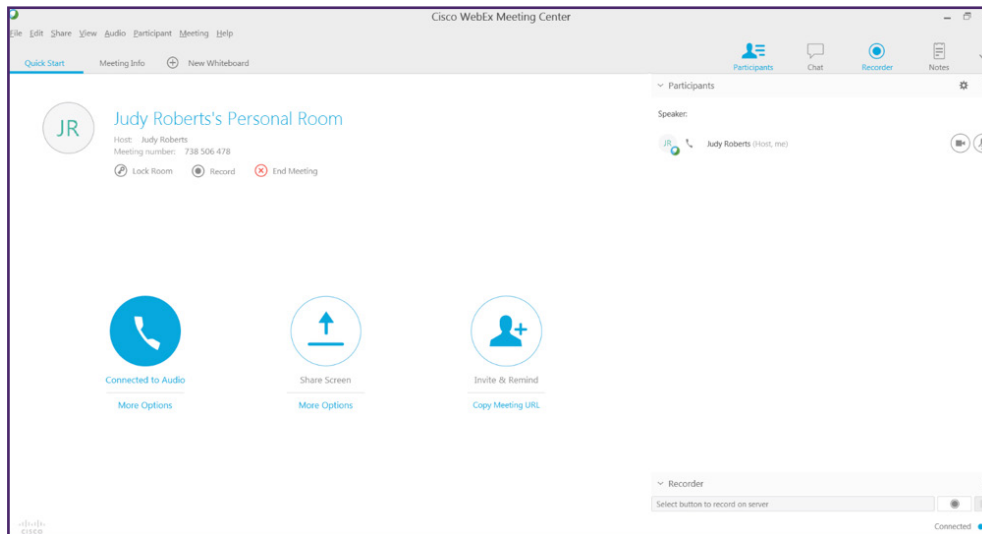 Cisco WebEx Meeting Center
File Edit Share View Audio Participant Meeting Help
Quick Start Meeting Info New Whiteboard
Participants Chat Recorder Notes
JR
Judy Roberts's Personal Room
Host: Judy Roberts
Meeting number: 738 506 478
Lock Room Record End Meeting
Connected to Audio Share Screen Invite & Remind
More Options More Options Copy Meeting URL
Participants
Speaker:
JR Judy Roberts (Host, me)
Recorder
Select button to record on server
Connected
CISCO